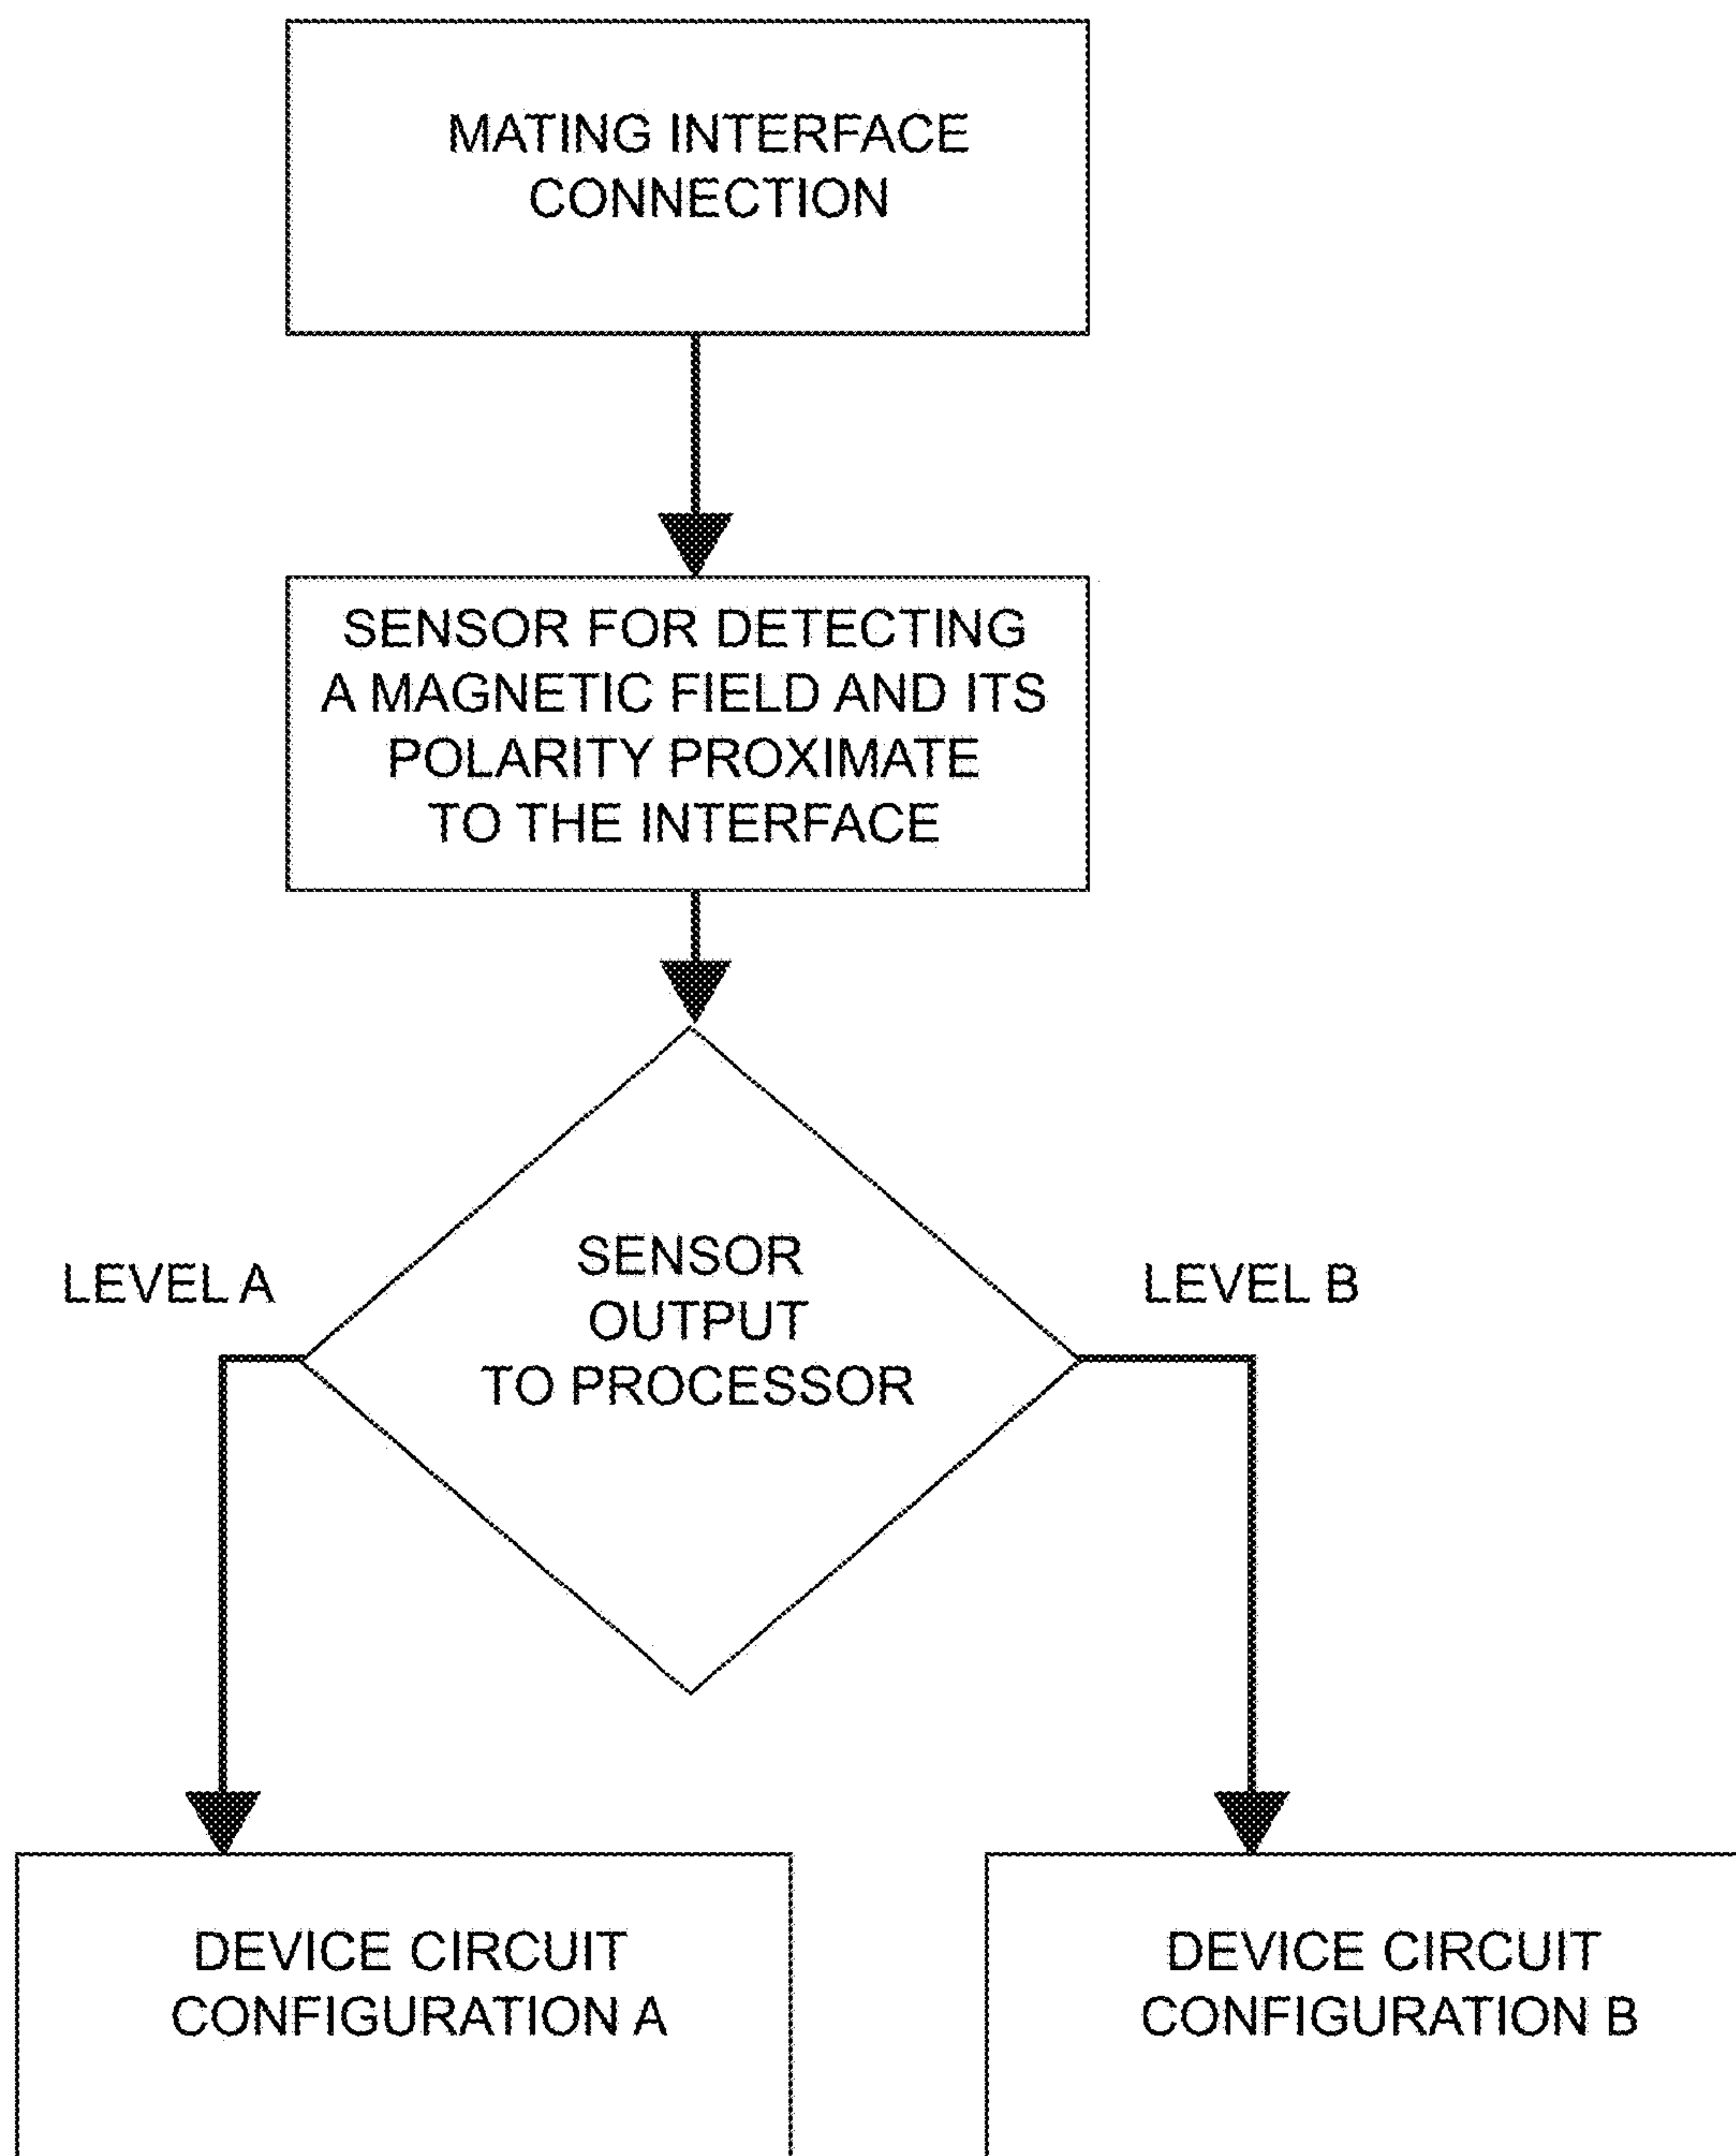 MATING INTERFACE
CONNECTION
SENSOR FOR DETECTING
A MAGNETIC FIELD AND ITS
POLARITY PROXIMATE
TO THE INTERFACE
SENSOR
OUTPUT
TO PROCESSOR
LEVEL A
LEVEL B
DEVICE CIRCUIT
CONFIGURATION A
DEVICE CIRCUIT
CONFIGURATION B